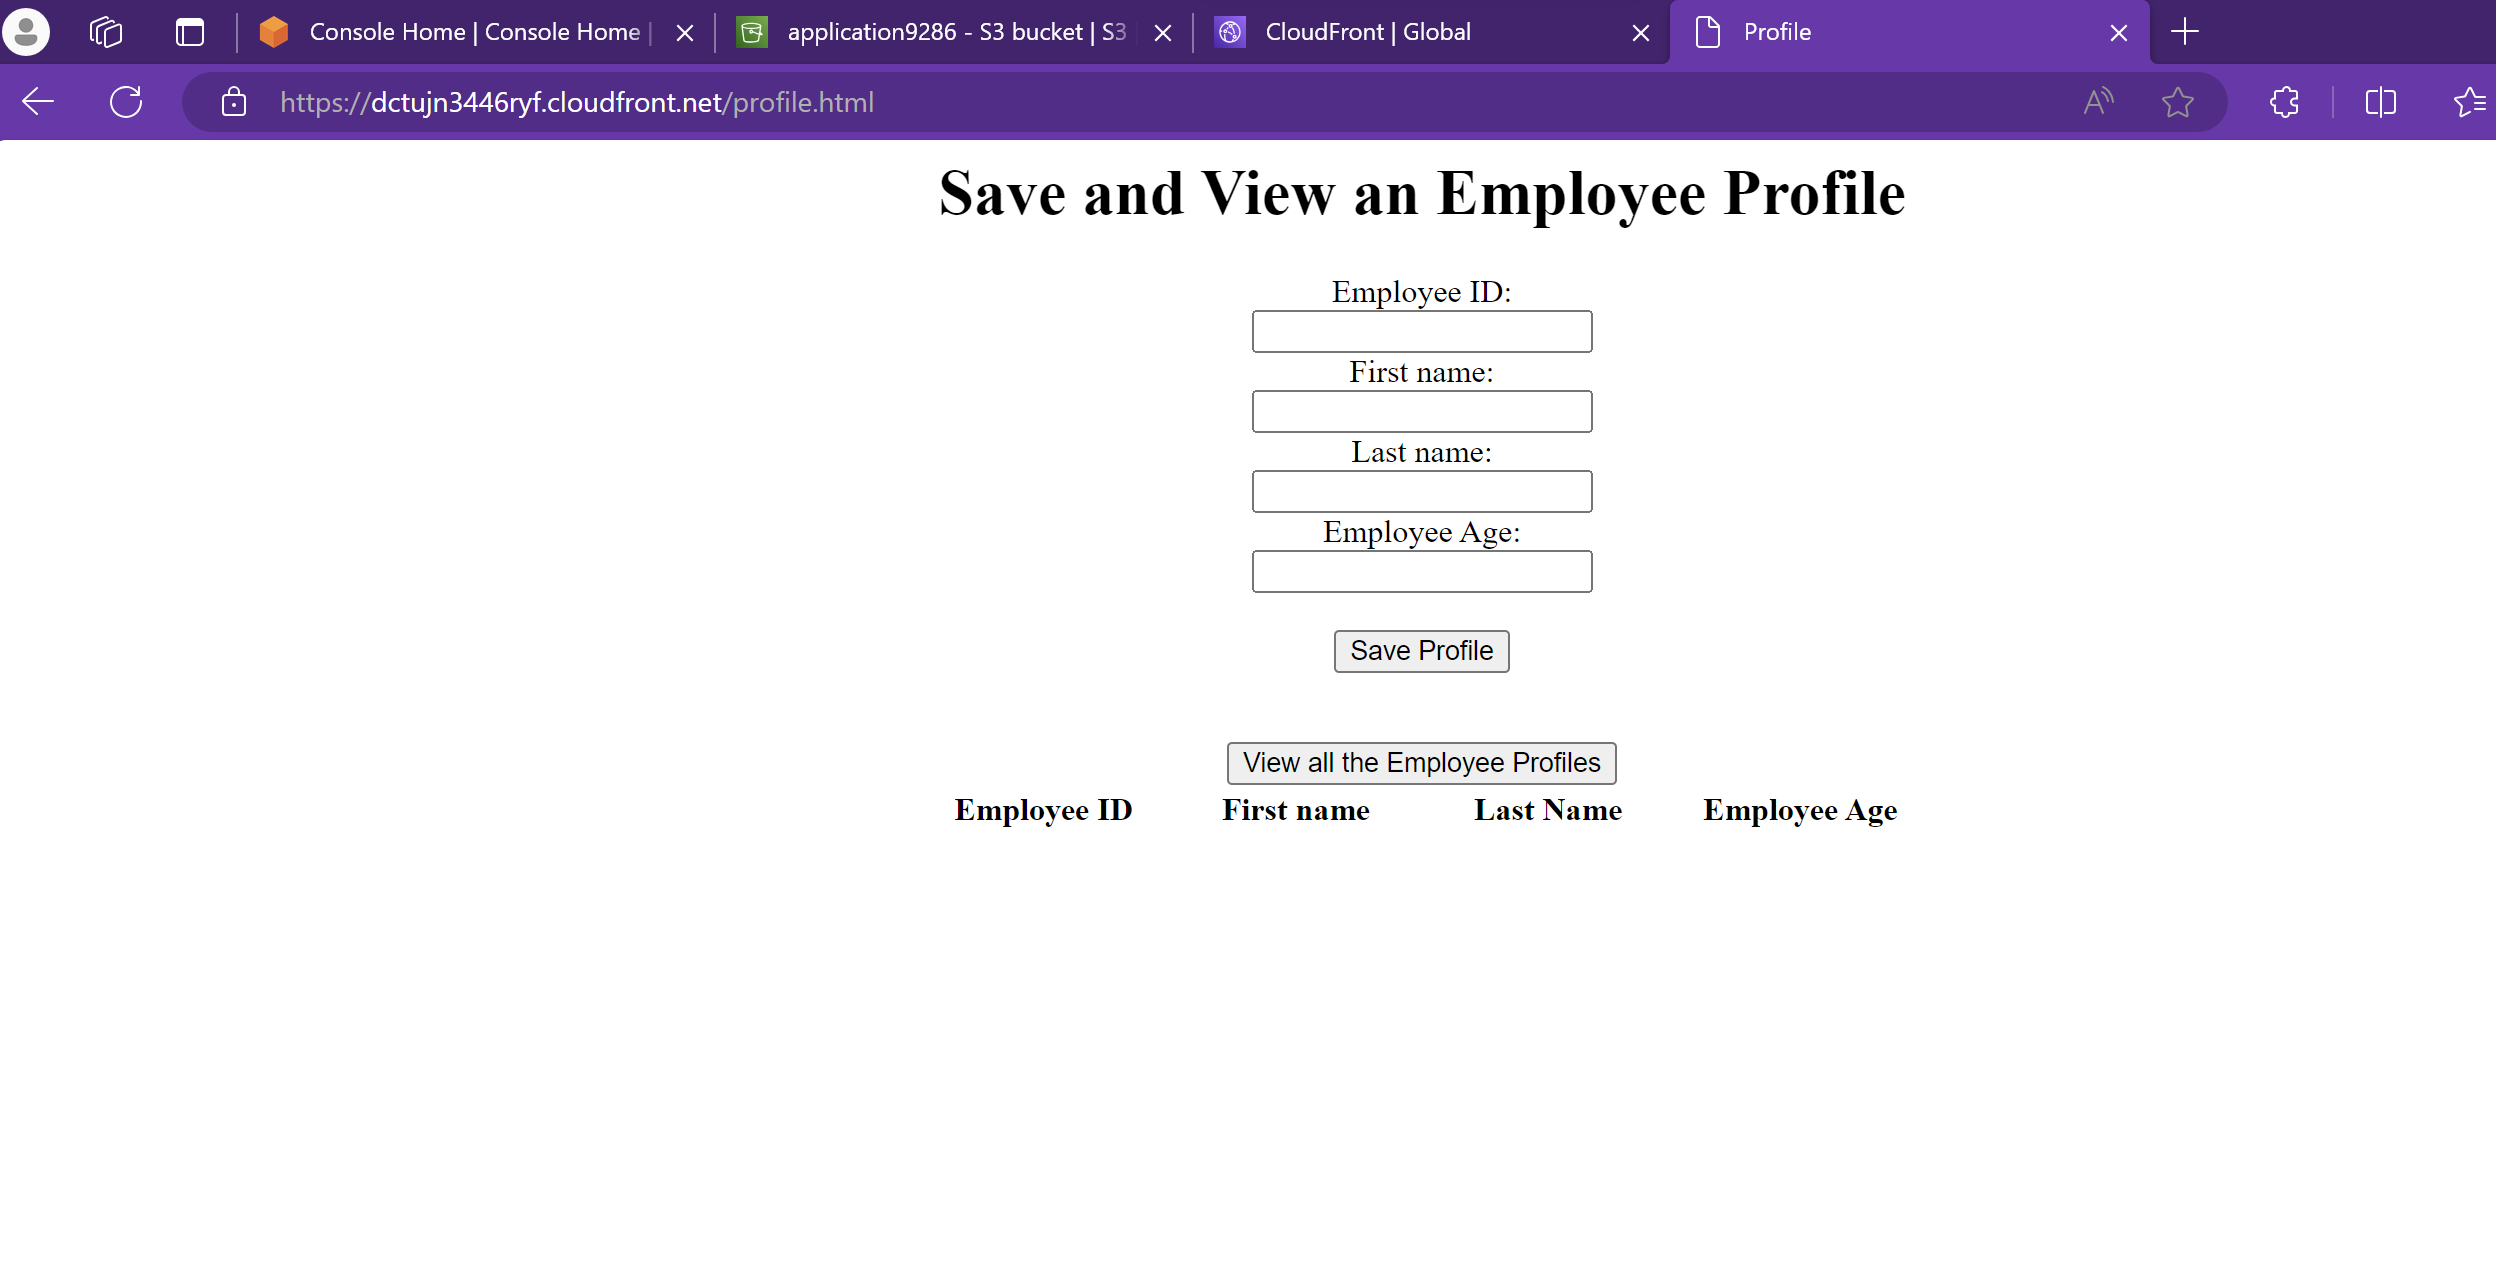 Console Home | Console Home |
application9286 - S3 bucket | S3
CloudFront | Global
Profile
https://dctujn3446ryf.cloudfront.net/profile.html
Save and View an Employee Profile
Employee ID:
First name:
Last name:
Employee Age:
Save Profile
View all the Employee Profiles
Employee ID First name Last Name Employee Age